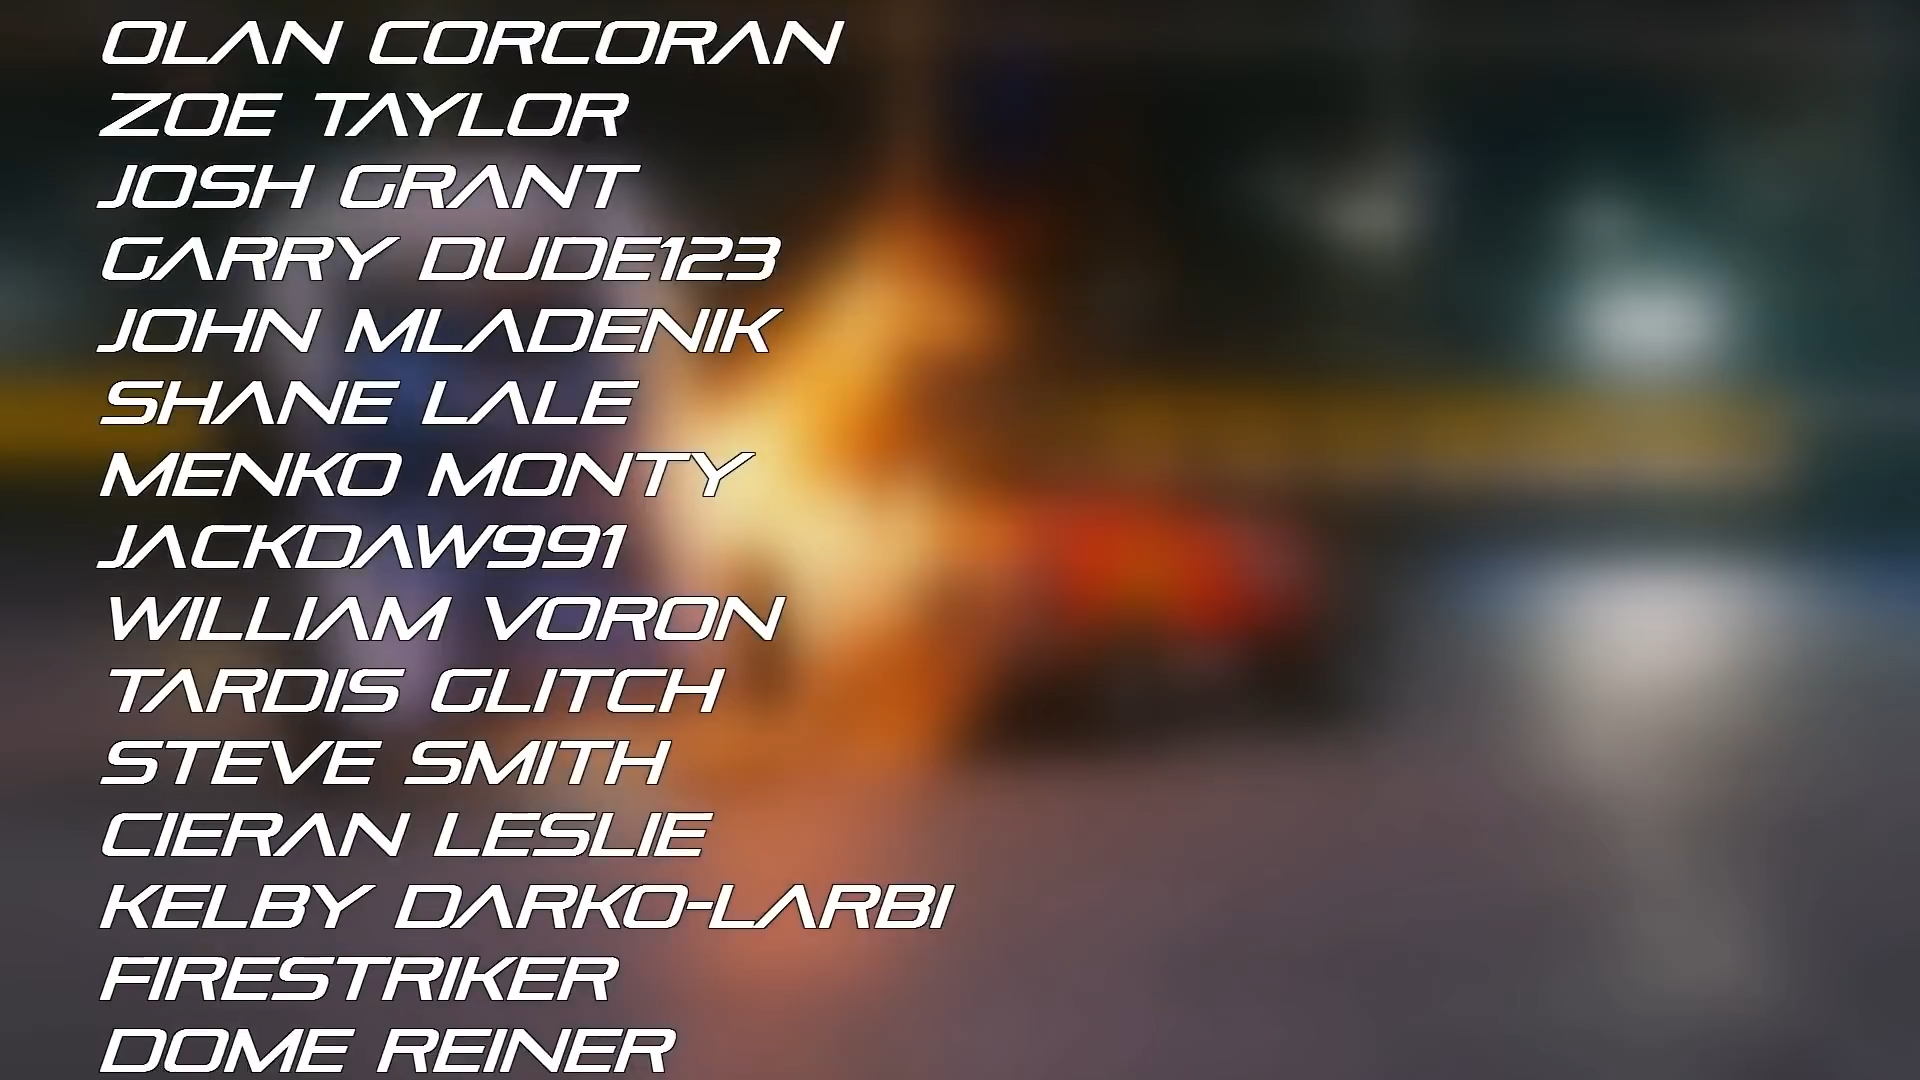 OLAN CORCORAN
ZOE TAYLOR
JOSH GRANT
GARRY DUDE123
JOHN MLADENIK
SHANE LALE
MENKO MONTY
JACKDAW991
WILLIAM VORON
TARDIS GLITCH
STEVE SMITH
CIERAN LESLIE
KELBY DARKO-LARBI
FIRESTRIKER
DOME REINER